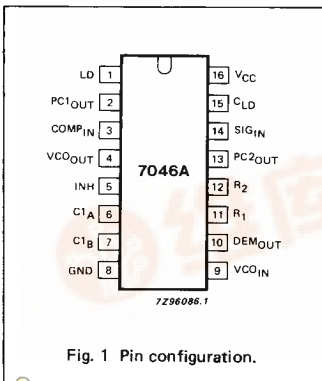 LD 1 16 VCC
PC1OUT 2 15 CLD
COMPIN 3 14 SIGIN
VCOOUT 4 13 PC2OUT
7046A
INH 5 12 R2
C1A 6 11 R1
C1B 7 10 DEMOUT
GND 8 9 VCOIN
7Z96086.1
Fig. 1 Pin configuration.